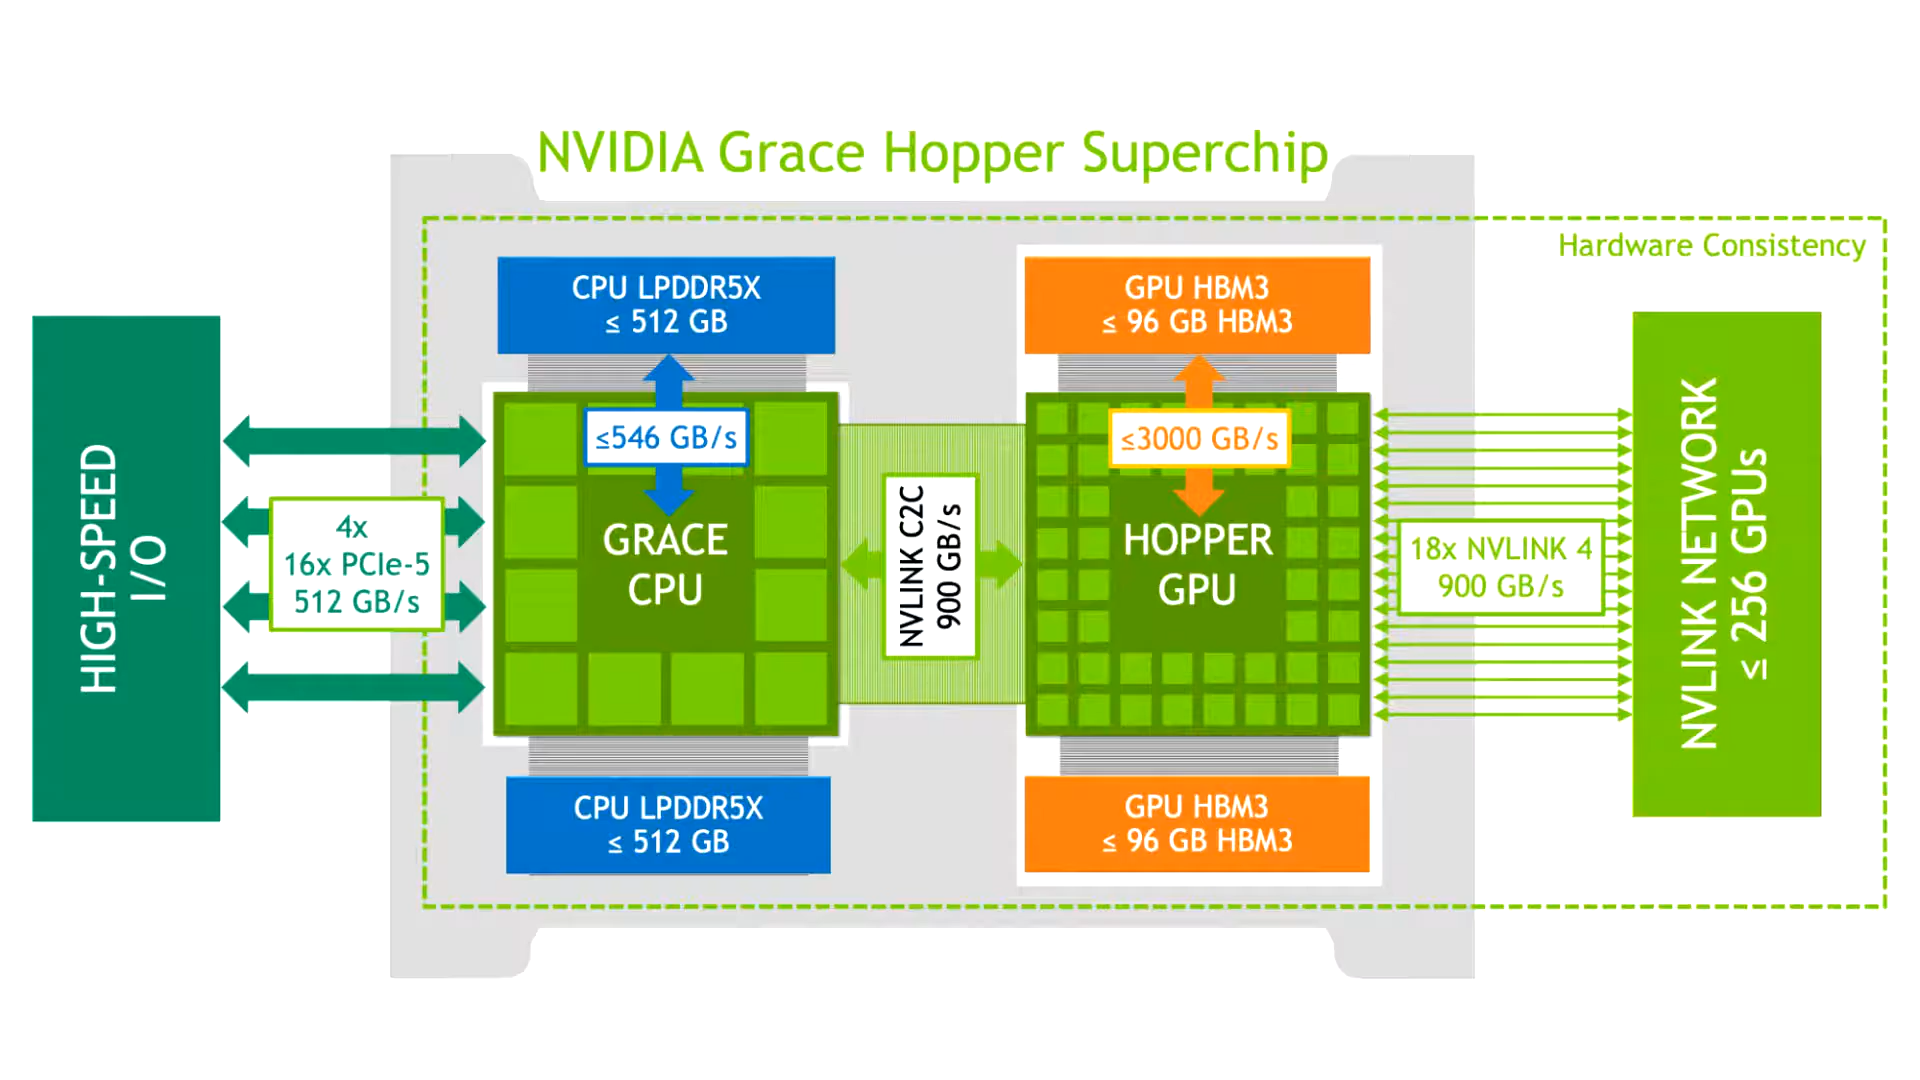 NVIDIA Grace Hopper Superchip
Hardware Consistency
HIGH-SPEED
I/O
4x
16x PCIe-5
512 GB/s
CPU LPDDR5X
≤ 512 GB
≤546 GB/s
GRACE
CPU
CPU LPDDR5X
≤ 512 GB
NVLINK C2C
900 GB/s
GPU HBM3
≤ 96 GB HBM3
≤3000 GB/s
HOPPER
GPU
GPU HBM3
≤ 96 GB HBM3
18x NVLINK 4
900 GB/s
NVLINK NETWORK
≤ 256 GPUs